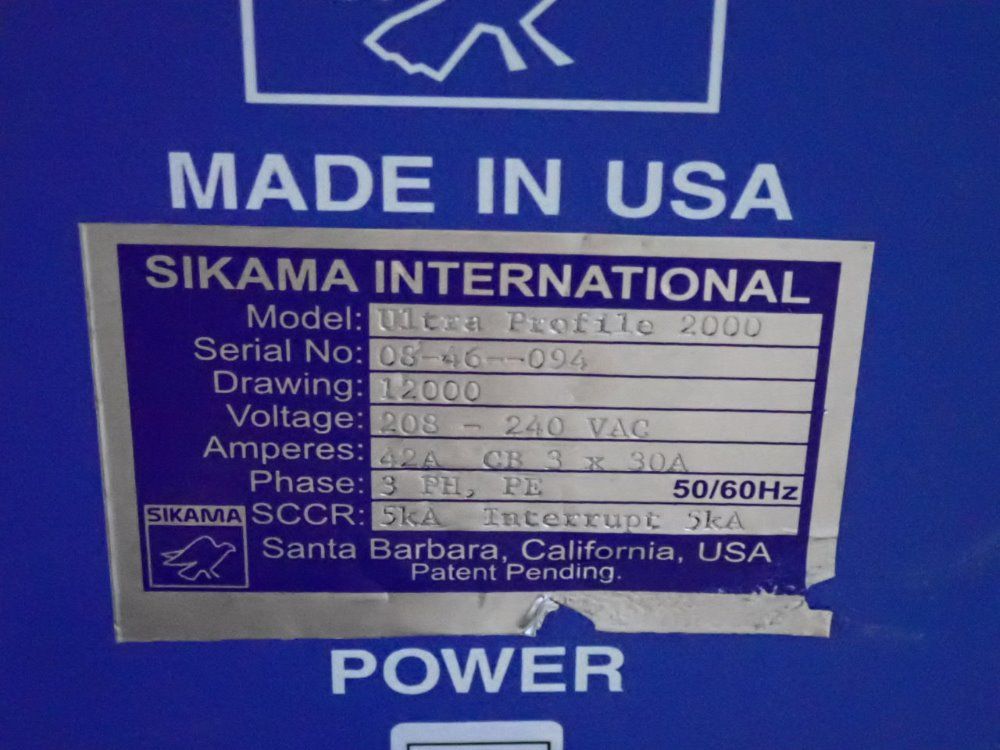 MADE IN USA
SIKAMA INTERNATIONAL
Model: Ultra Profile 2000
Serial No: 08-46--094
Drawing: 12000
Voltage: 208 - 240 VAC
Amperes: 42A CB 3 x 30A
Phase: 3 PH, PE 50/60Hz
SIKAMA SCCR: 5kA Interrupt 5kA
Santa Barbara, California, USA
Patent Pending.
POWER